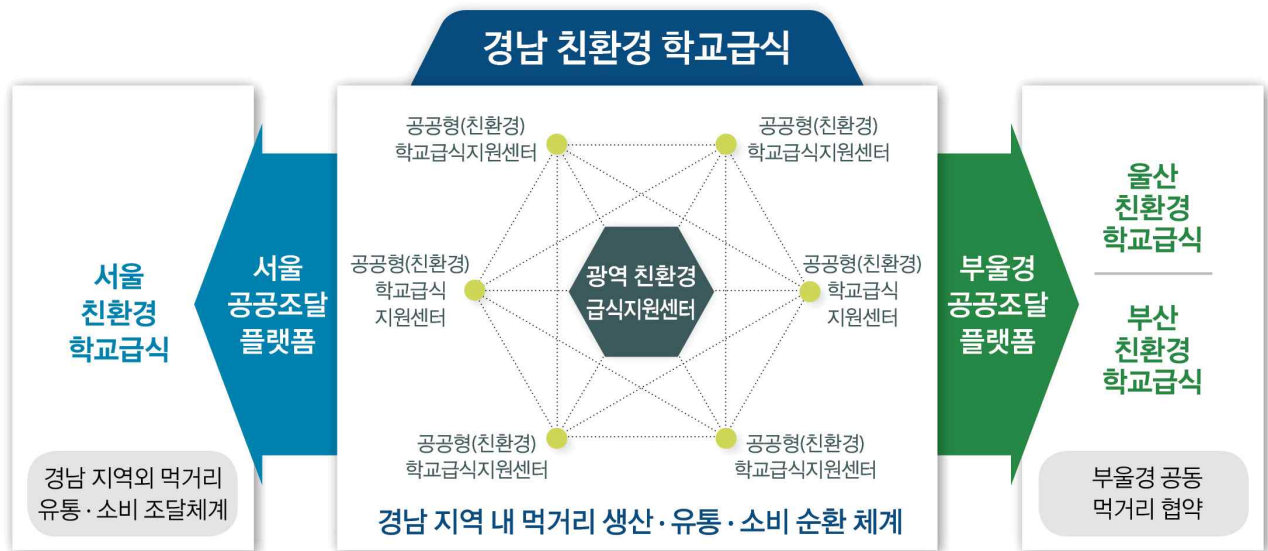 경남 친환경 학교급식
서울
친환경
학교급식
서울
공공조달
플랫폼
경남 지역외 먹거리
유통·소비 조달체계
공공형(친환경)
학교급식지원센터
공공형(친환경)
학교급식지원센터
공공형(친환경)
학교급식
지원센터
광역 친환경
급식지원센터
공공형(친환경)
학교급식
지원센터
공공형(친환경)
학교급식지원센터
공공형(친환경)
학교급식지원센터
경남 지역 내 먹거리 생산·유통·소비 순환 체계
부울경
공공조달
플랫폼
울산
친환경
학교급식
부산
친환경
학교급식
부울경 공동
먹거리 협약